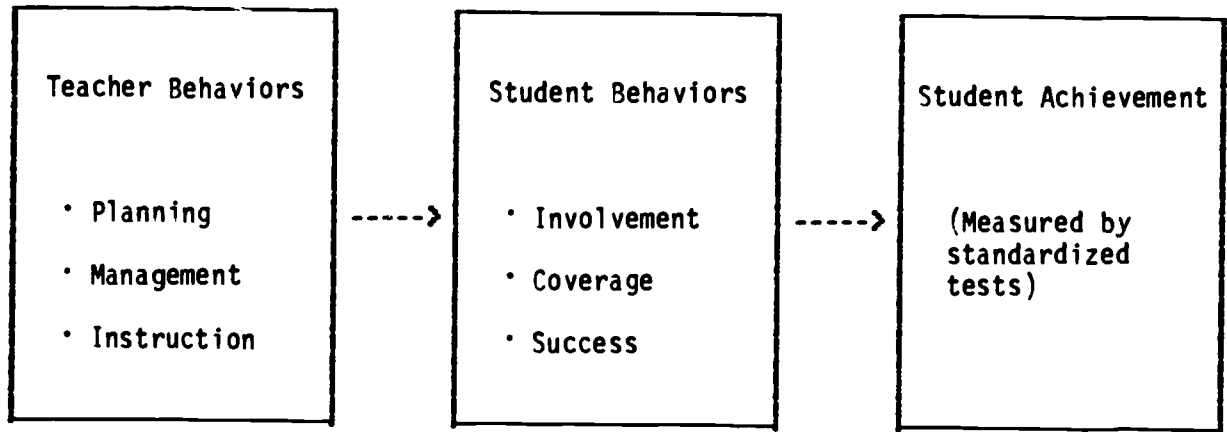 Teacher Behaviors
· Planning
· Management
· Instruction
----->
Student Behaviors
· Involvement
· Coverage
· Success
----->
Student Achievement
(Measured by
standardized
tests)